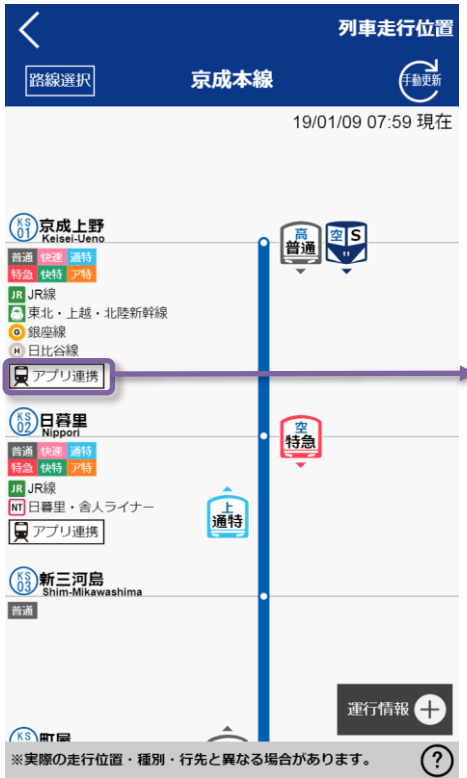 列車走行位置
路線選択
京成本線
手動更新
19/01/09 07:59 現在
KS 01
京成上野
Keisei-Ueno
高 普通
空 S
普通 快速 通特
特急 快特 ア特
JR JR線
東北・上越・北陸新幹線
G 銀座線
H 日比谷線
アプリ連携
KS 02
日暮里
Nippori
空 特急
普通 快速 通特
特急 快特 ア特
JR JR線
NT 日暮里・舎人ライナー
上 通特
アプリ連携
KS 03
新三河島
Shim-Mikawashima
普通
運行情報 +
KS
町屋
※実際の走行位置・種別・行先と異なる場合があります。
?